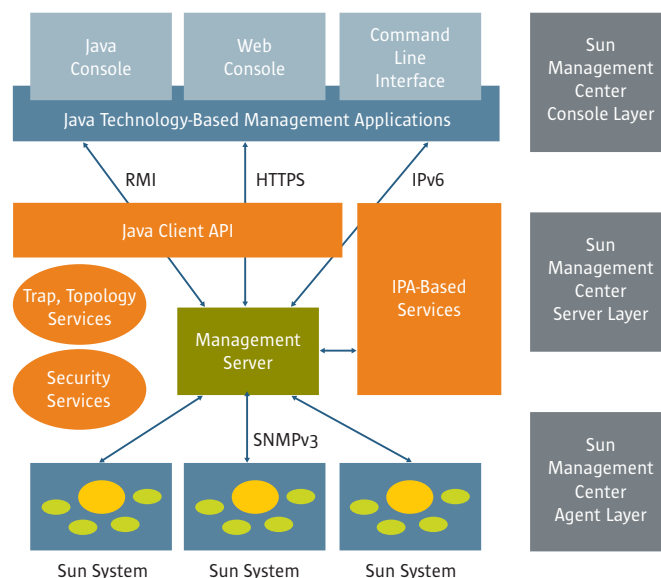 Java
Console
Web
Console
Command
Line
Interface
Java Technology-Based Management Applications
Sun
Management
Center
Console Layer
RMI
HTTPS
IPv6
Java Client API
Trap, Topology
Services
Security
Services
Management
Server
IPA-Based
Services
Sun
Management
Center
Server Layer
SNMPv3
Sun System
Sun System
Sun System
Sun
Management
Center
Agent Layer